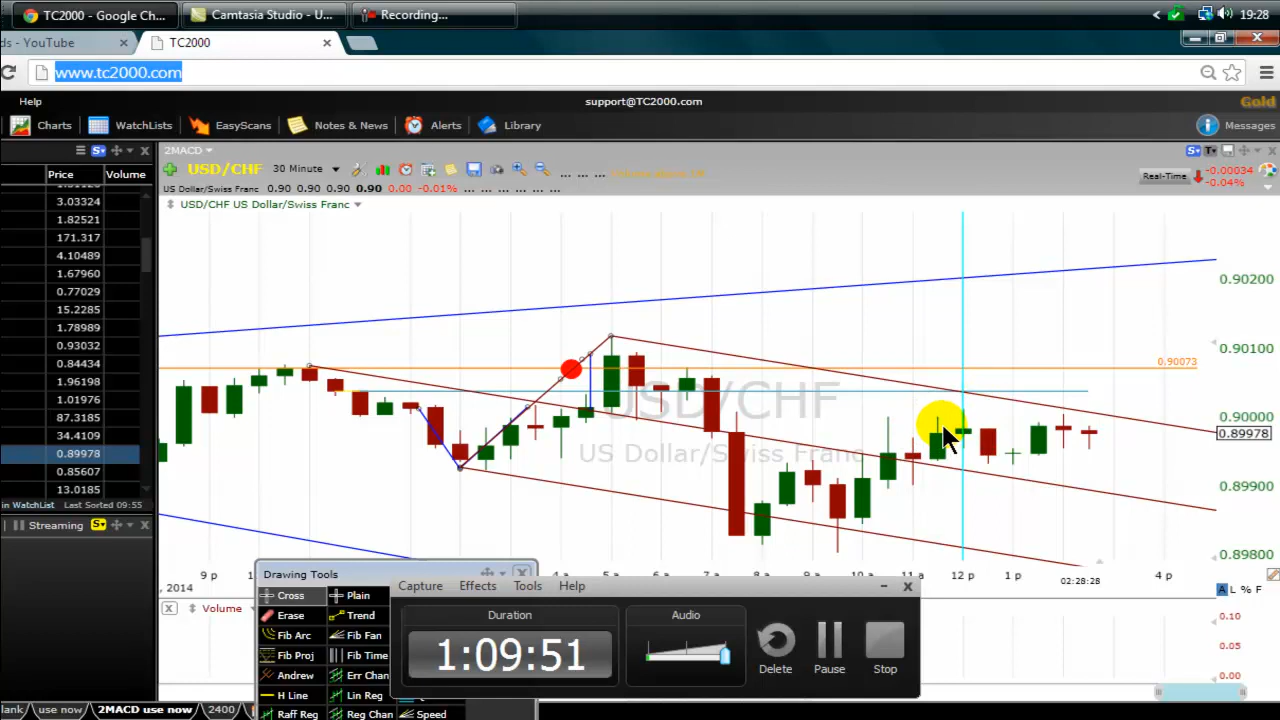 TC2000 - Google Ch...
Camtasia Studio - U...
Recording...
19:28
ds - YouTube
TC2000
www.tc2000.com
Help
support@TC2000.com
Gold
Charts
WatchLists
EasyScans
Notes & News
Alerts
Library
Messages
2MACD
Price
Volume
USD/CHF
30 Minute
... ... ...
Real-Time
-0.00034
-0.04%
US Dollar/Swiss Franc 0.90 0.90 0.90 0.90 0.00 -0.01% ... ... ... ...
USD/CHF US Dollar/Swiss Franc
3.03324
1.82521
171.317
4.10489
1.67960
0.77029
15.2285
1.78989
0.93032
0.84434
1.96198
1.01976
87.3185
34.4109
0.89978
0.85607
13.0185
in WatchList
Last Sorted 09:55
Streaming
USD/CHF
US Dollar/Swiss Franc
0.90200
0.90100
0.90073
0.90000
0.89978
0.89900
0.89800
, 2014
9 p
12 p
1 p
02:28:28
4 p
A L % F
Volume
0.10
0.05
0.00
Drawing Tools
Cross
Plain
Erase
Trend
Fib Arc
Fib Fan
Fib Proj
Fib Time
Andrew
Err Chan
H Line
Lin Reg
Raff Reg
Reg Chan
Speed
Capture
Effects
Tools
Help
Duration
1:09:51
Audio
Delete
Pause
Stop
lank
use now
2MACD use now
2400